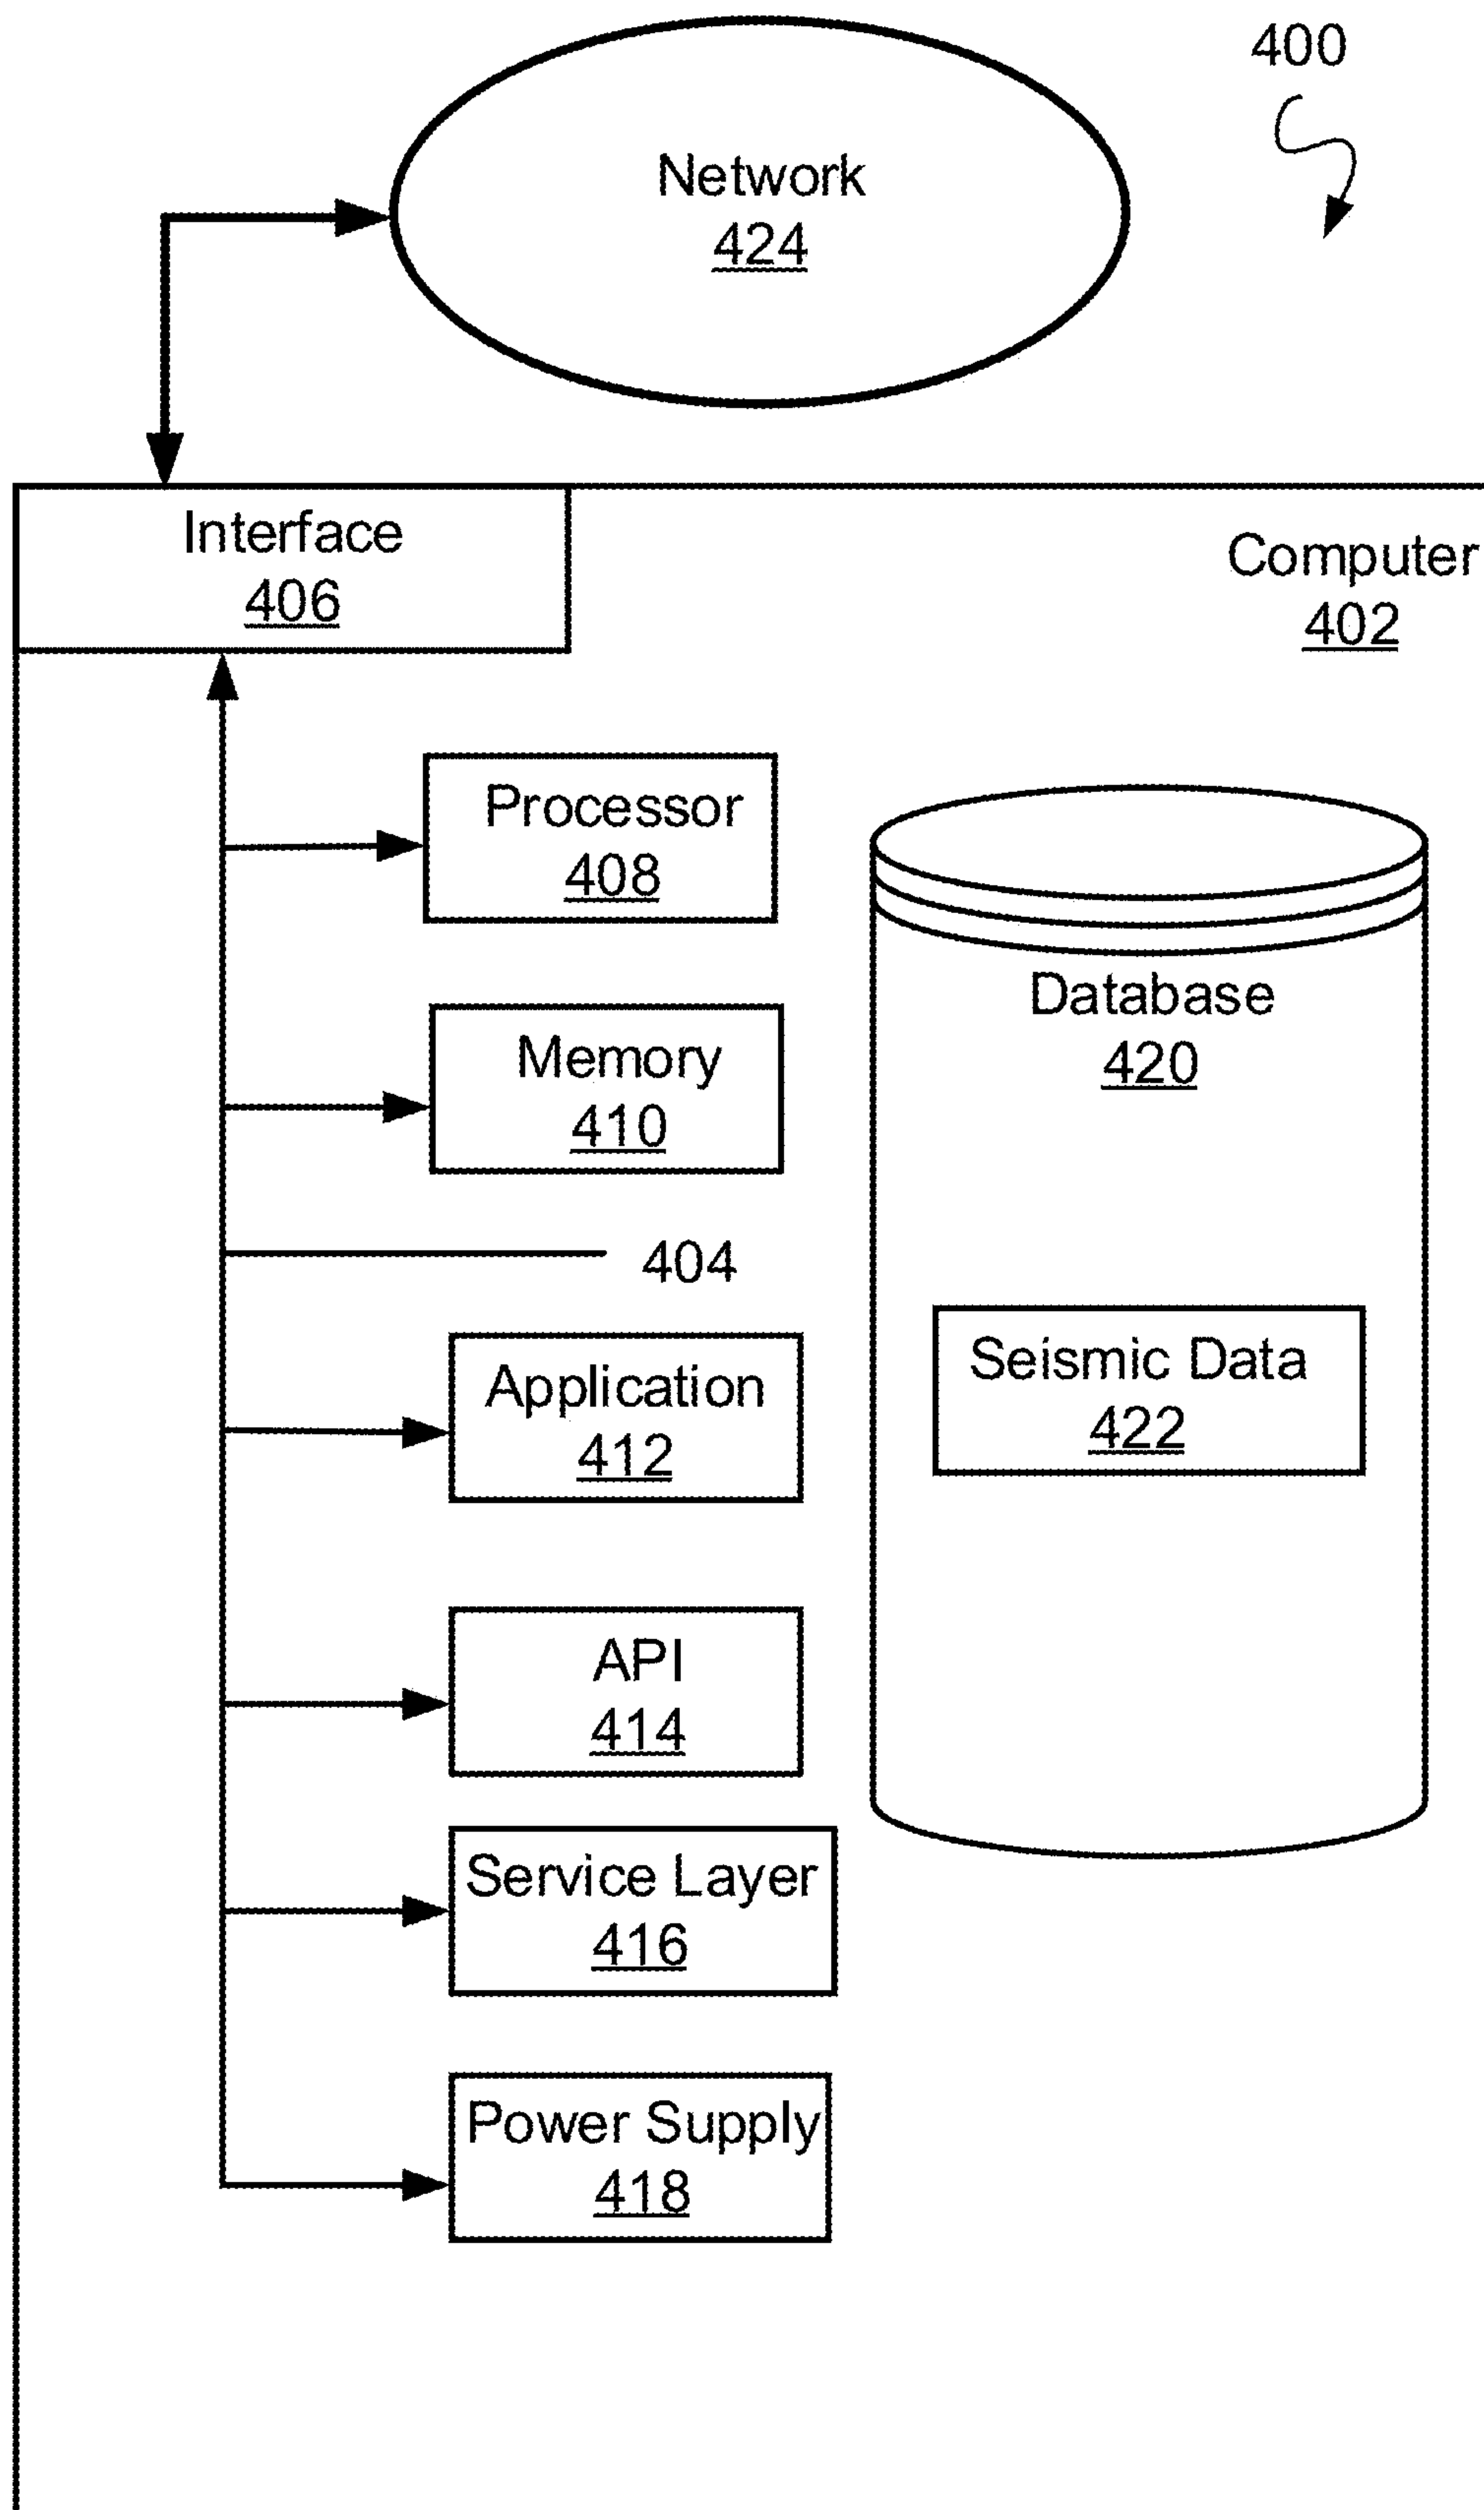 400
Network
424
Interface
406
Computer
402
Processor
408
Memory
410
404
Application
412
API
414
Service Layer
416
Power Supply
418
Database
420
Seismic Data
422